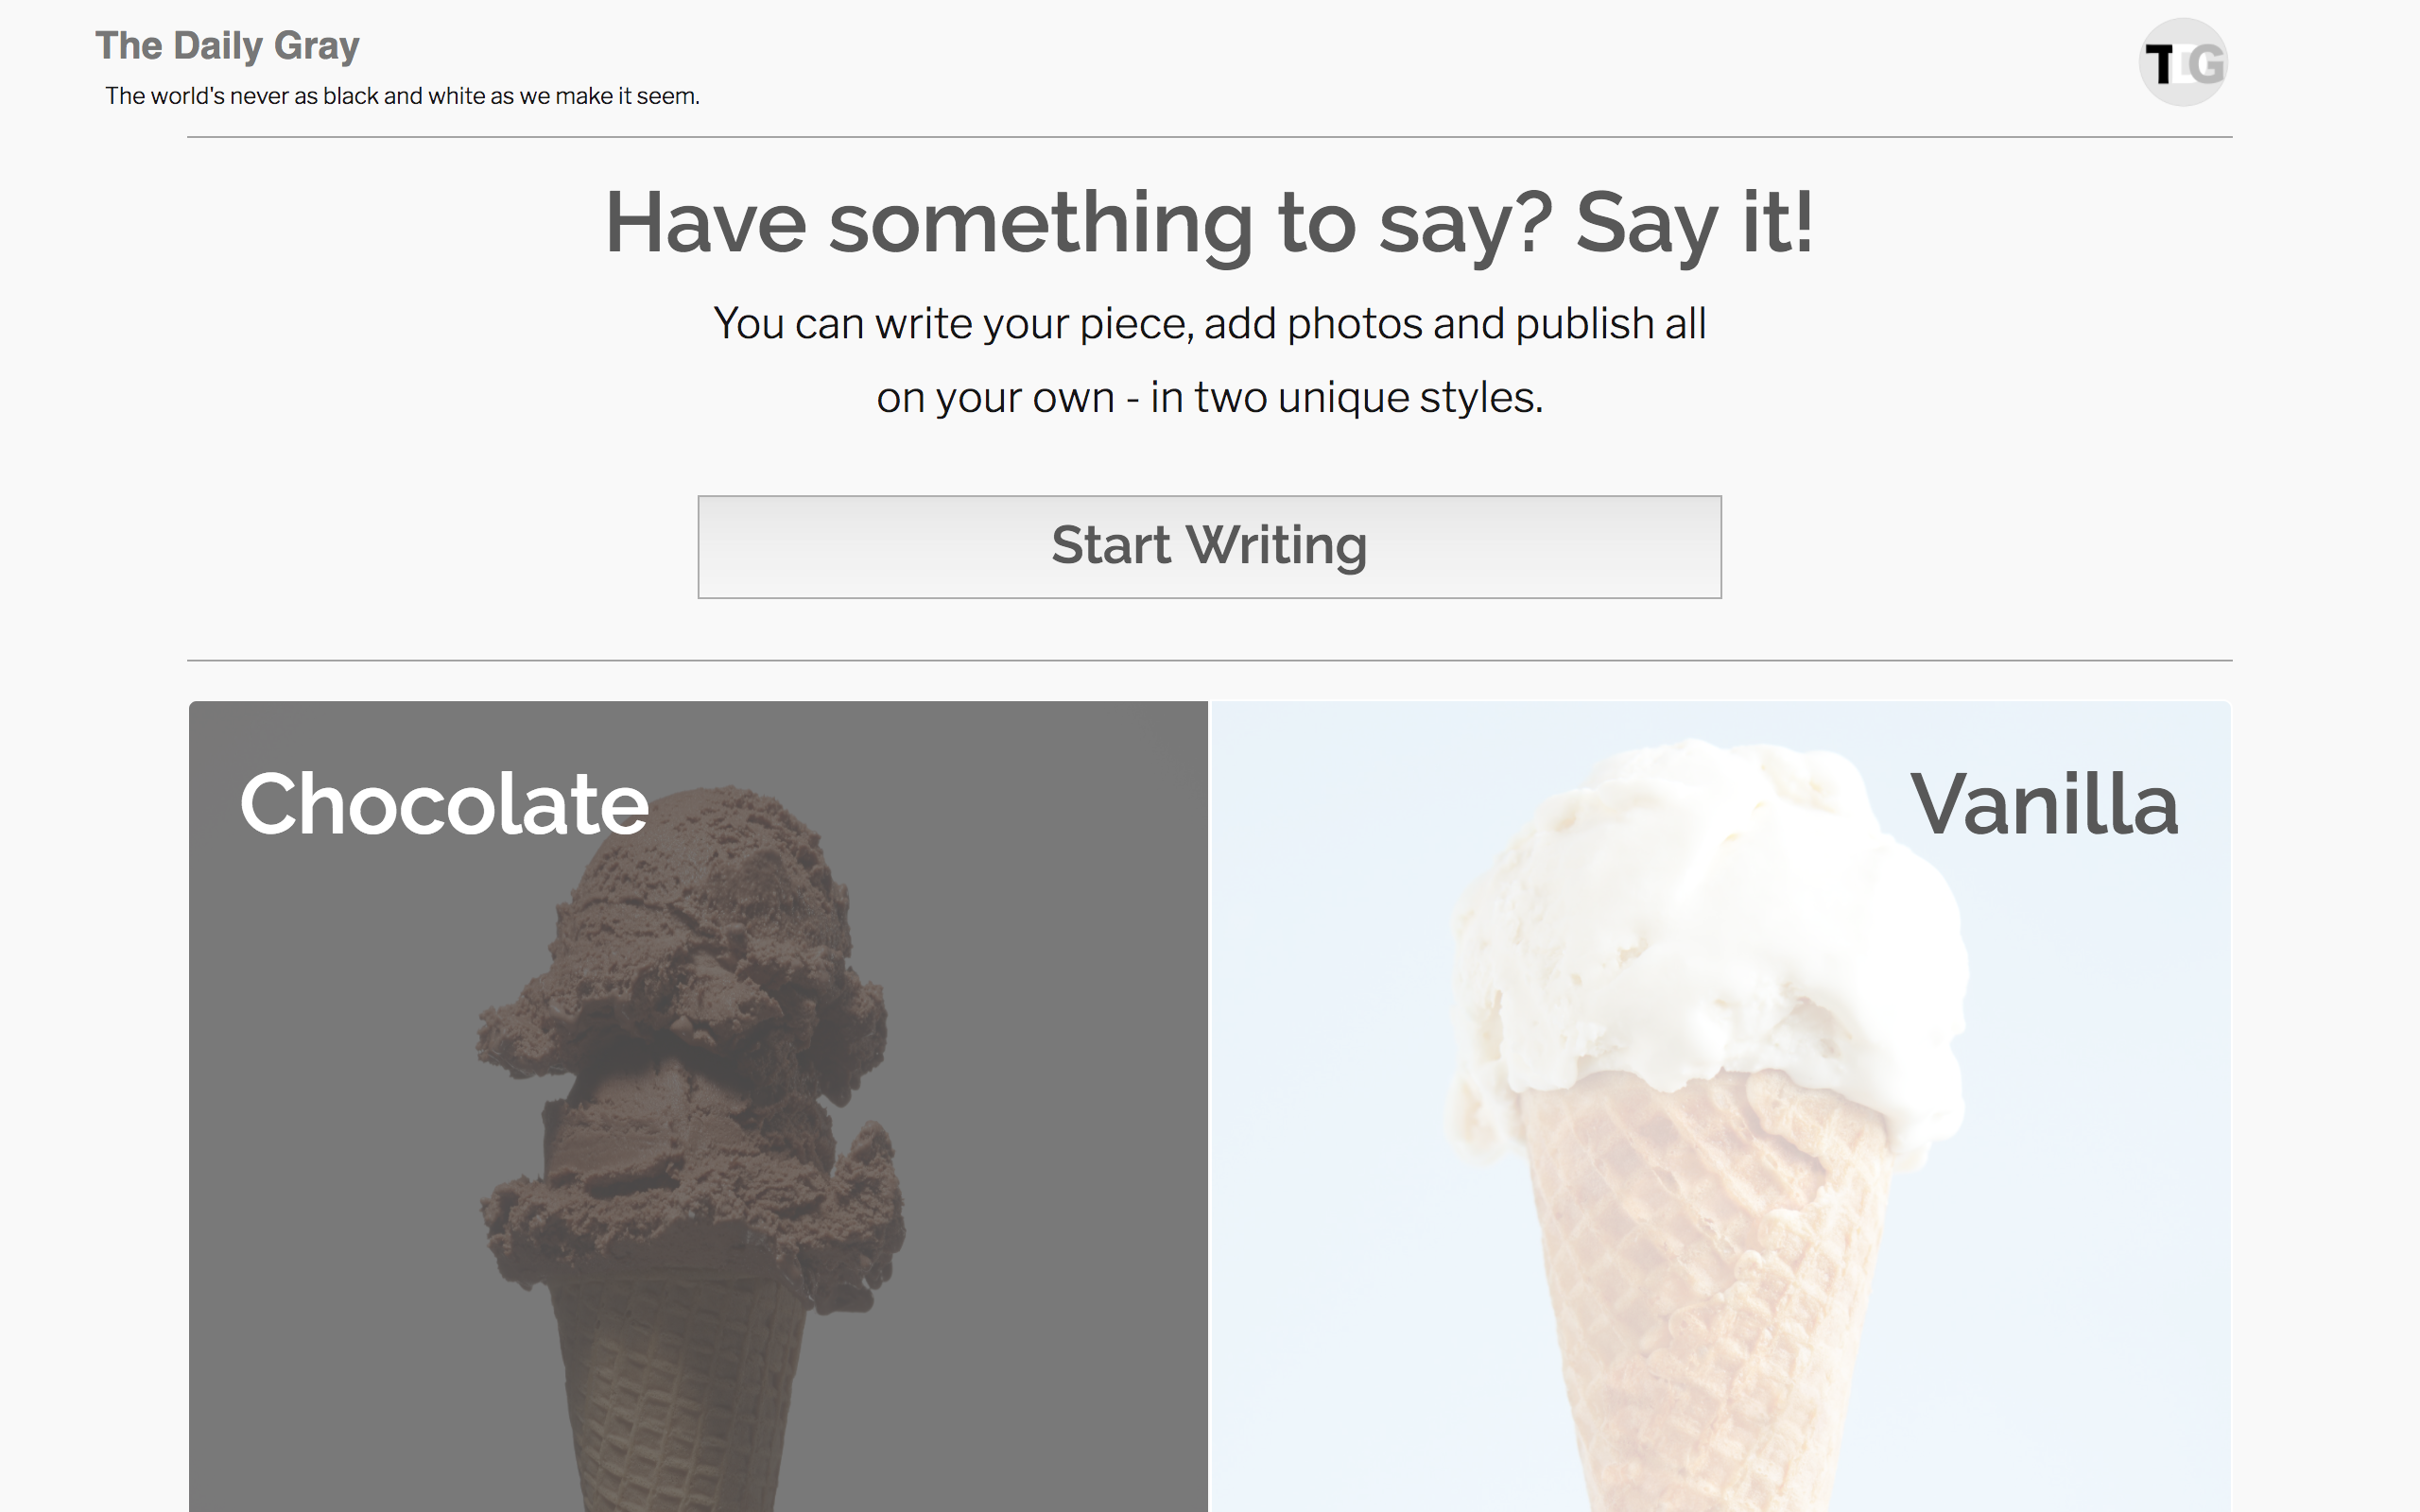 The Daily Gray
TDG
The world's never as black and white as we make it seem.
Have something to say? Say it!
You can write your piece, add photos and publish all
on your own - in two unique styles.
Start Writing
Chocolate
Vanilla